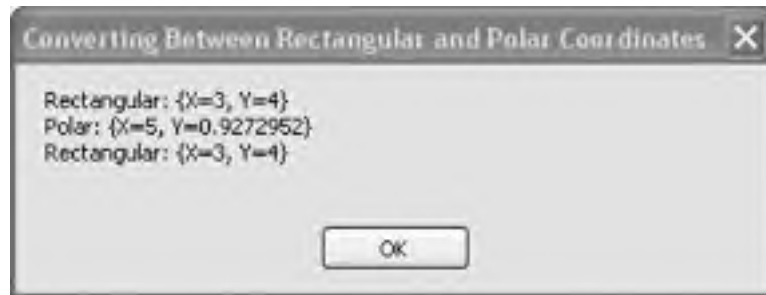 Converting Between Rectangular and Polar Coordinates
Rectangular: {X=3, Y=4}
Polar: {X=5, Y=0.9272952}
Rectangular: {X=3, Y=4}
OK